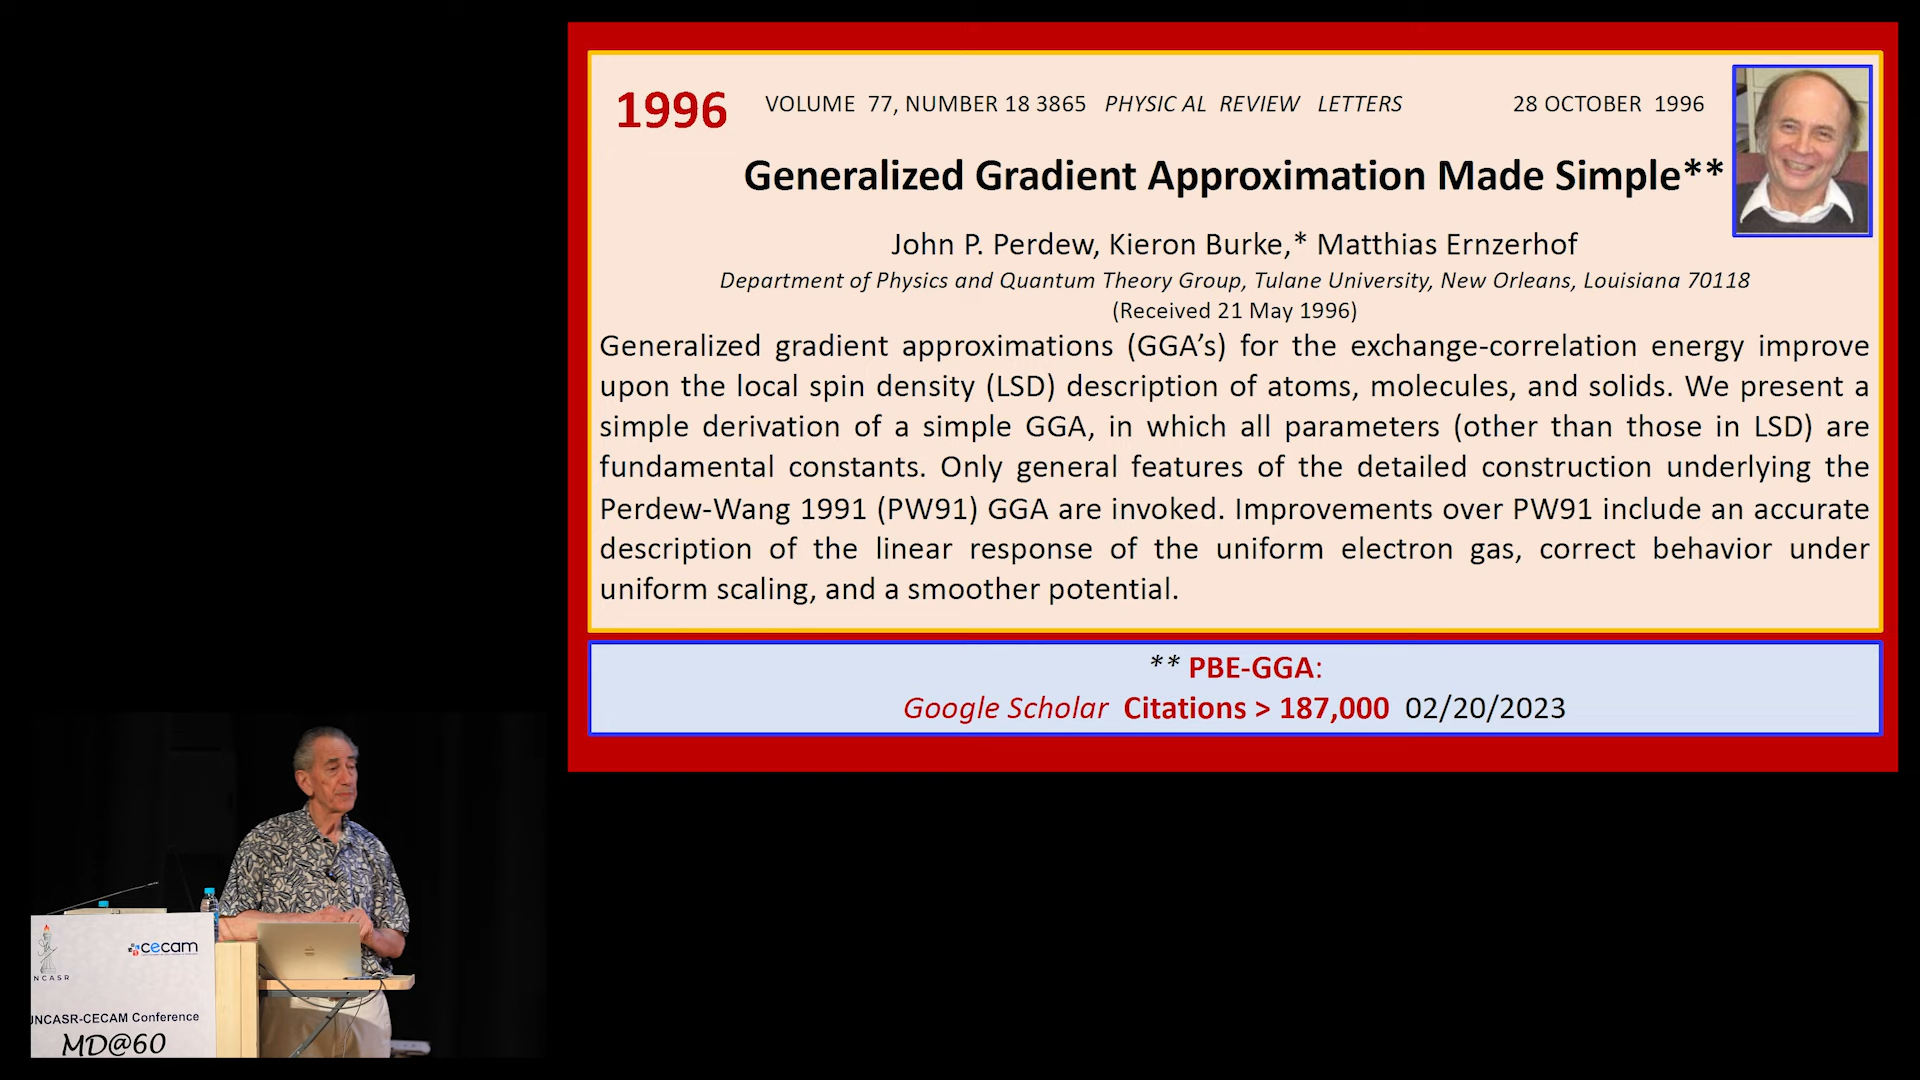 1996
VOLUME 77, NUMBER 18 3865 PHYSIC AL REVIEW LETTERS 28 OCTOBER 1996
Generalized Gradient Approximation Made Simple**
John P. Perdew, Kieron Burke,* Matthias Ernzerhof
Department of Physics and Quantum Theory Group, Tulane University, New Orleans, Louisiana 70118
(Received 21 May 1996)
Generalized gradient approximations (GGA’s) for the exchange-correlation energy improve
upon the local spin density (LSD) description of atoms, molecules, and solids. We present a
simple derivation of a simple GGA, in which all parameters (other than those in LSD) are
fundamental constants. Only general features of the detailed construction underlying the
Perdew-Wang 1991 (PW91) GGA are invoked. Improvements over PW91 include an accurate
description of the linear response of the uniform electron gas, correct behavior under
uniform scaling, and a smoother potential.
** PBE-GGA:
Google Scholar Citations > 187,000 02/20/2023
NCASR
cecam
JNCASR-CECAM Conference
MD@60